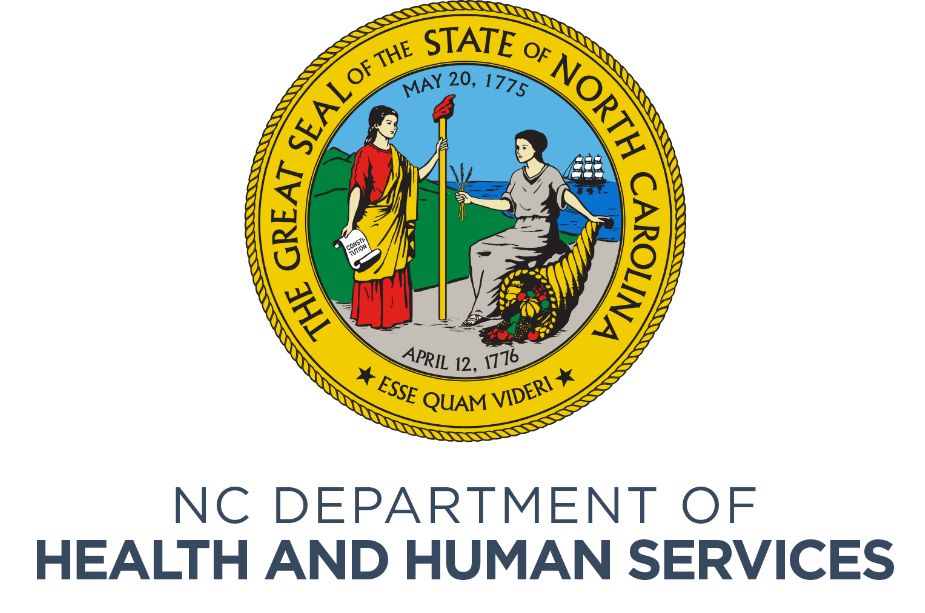 THE GREAT SEAL OF THE STATE OF NORTH CAROLINA
MAY 20, 1775
CONSTI-
TUTION
APRIL 12, 1776
ESSE QUAM VIDERI
NC DEPARTMENT OF
HEALTH AND HUMAN SERVICES